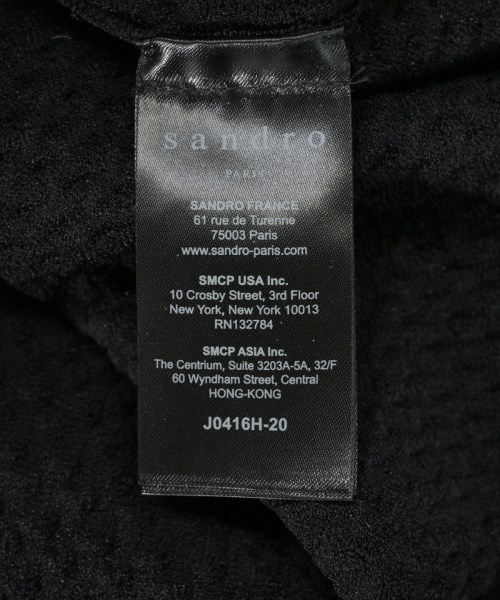 sandro
PARIS
SANDRO FRANCE
61 rue de Turenne
75003 Paris
www.sandro-paris.com
SMCP USA Inc.
10 Crosby Street, 3rd Floor
New York, New York 10013
RN132784
SMCP ASIA Inc.
The Centrium, Suite 3203A-5A, 32/F
60 Wyndham Street, Central
HONG-KONG
J0416H-20